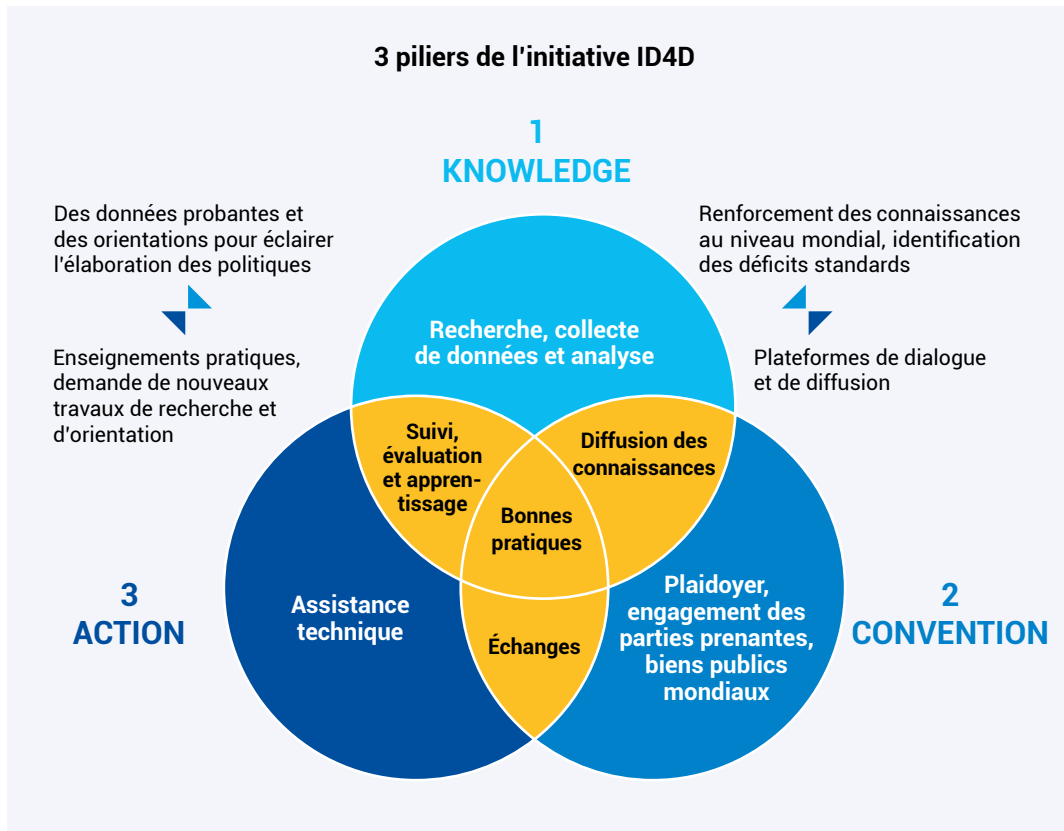 3 piliers de l'initiative ID4D
1
KNOWLEDGE
Des données probantes et
des orientations pour éclairer
l'élaboration des politiques
Enseignements pratiques,
demande de nouveaux
travaux de recherche et
d'orientation
Renforcement des connaissances
au niveau mondial, identification
des déficits standards
Plateformes de dialogue
et de diffusion
Recherche, collecte
de données et analyse
Suivi,
évaluation
et appren-
tissage
Diffusion des
connaissances
Bonnes
pratiques
3
ACTION
Assistance
technique
Échanges
Plaidoyer,
engagement des
parties prenantes,
biens publics
mondiaux
2
CONVENTION